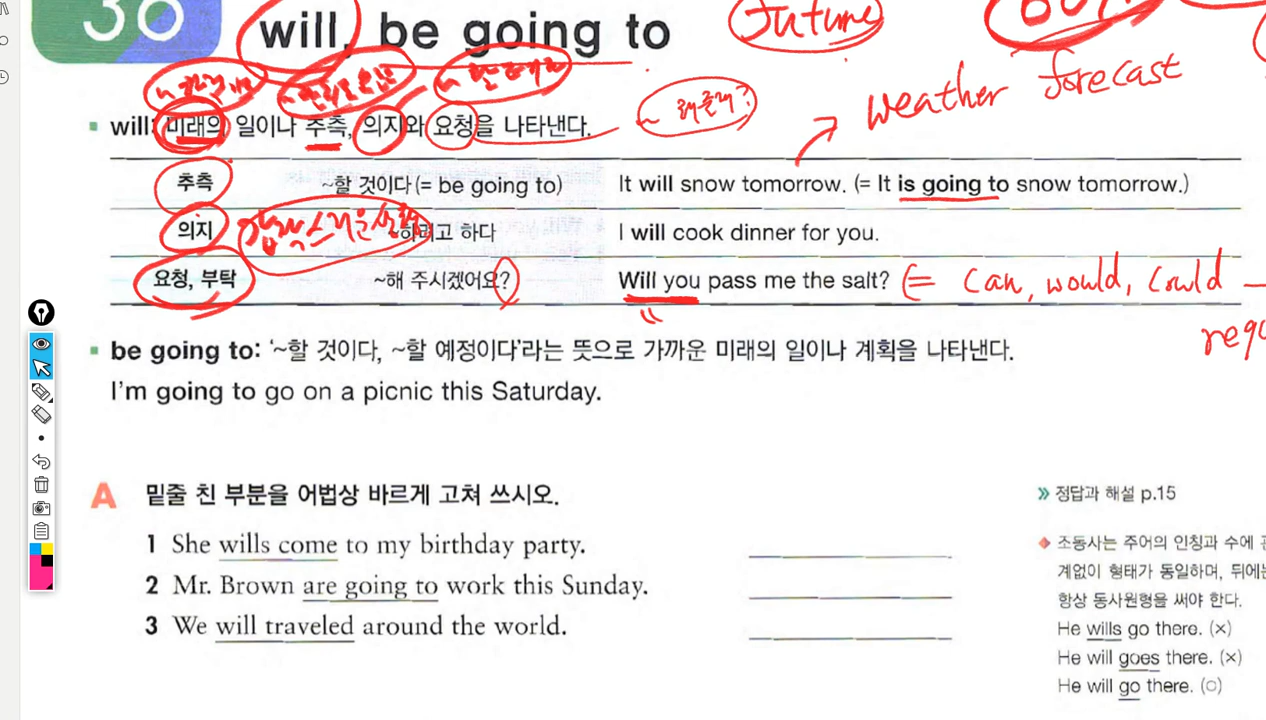 36 will, be going to future
weather forecast
will: 미래의 일이나 추측, 의지와 요청을 나타낸다. ~래줄래?
추측 ~할 것이다 (= be going to) It will snow tomorrow. (= It is going to snow tomorrow.)
의지 ~하려고 하다 I will cook dinner for you.
요청, 부탁 ~해 주시겠어요? Will you pass me the salt? = can, would, could
be going to: '~할 것이다, ~할 예정이다'라는 뜻으로 가까운 미래의 일이나 계획을 나타낸다.
I'm going to go on a picnic this Saturday.
A 밑줄 친 부분을 어법상 바르게 고쳐 쓰시오.
» 정답과 해설 p.15
1 She wills come to my birthday party.
2 Mr. Brown are going to work this Sunday.
3 We will traveled around the world.
조동사는 주어의 인칭과 수에 관
계없이 형태가 동일하며, 뒤에는
항상 동사원형을 써야 한다.
He wills go there. (×)
He will goes there. (×)
He will go there. (○)